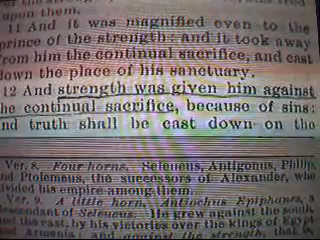 upon them.
11 And it was magnified even to the
prince of the strength: and it took away
from him the continual sacrifice, and cast
down the place of his sanctuary.
12 And strength was given him against
the continual sacrifice, because of sins:
and truth shall be cast down on the
Ver. 8. Four horns. Seleucus, Antigonus, Philip,
and Ptolemeus, the successors of Alexander, who
divided his empire among them.
Ver. 9. A little horn. Antiochus Epiphanes, a
descendant of Seleucus. He grew against the south,
and the east, by his victories over the kings of Egypt
and Armenia: and against the strength, that is